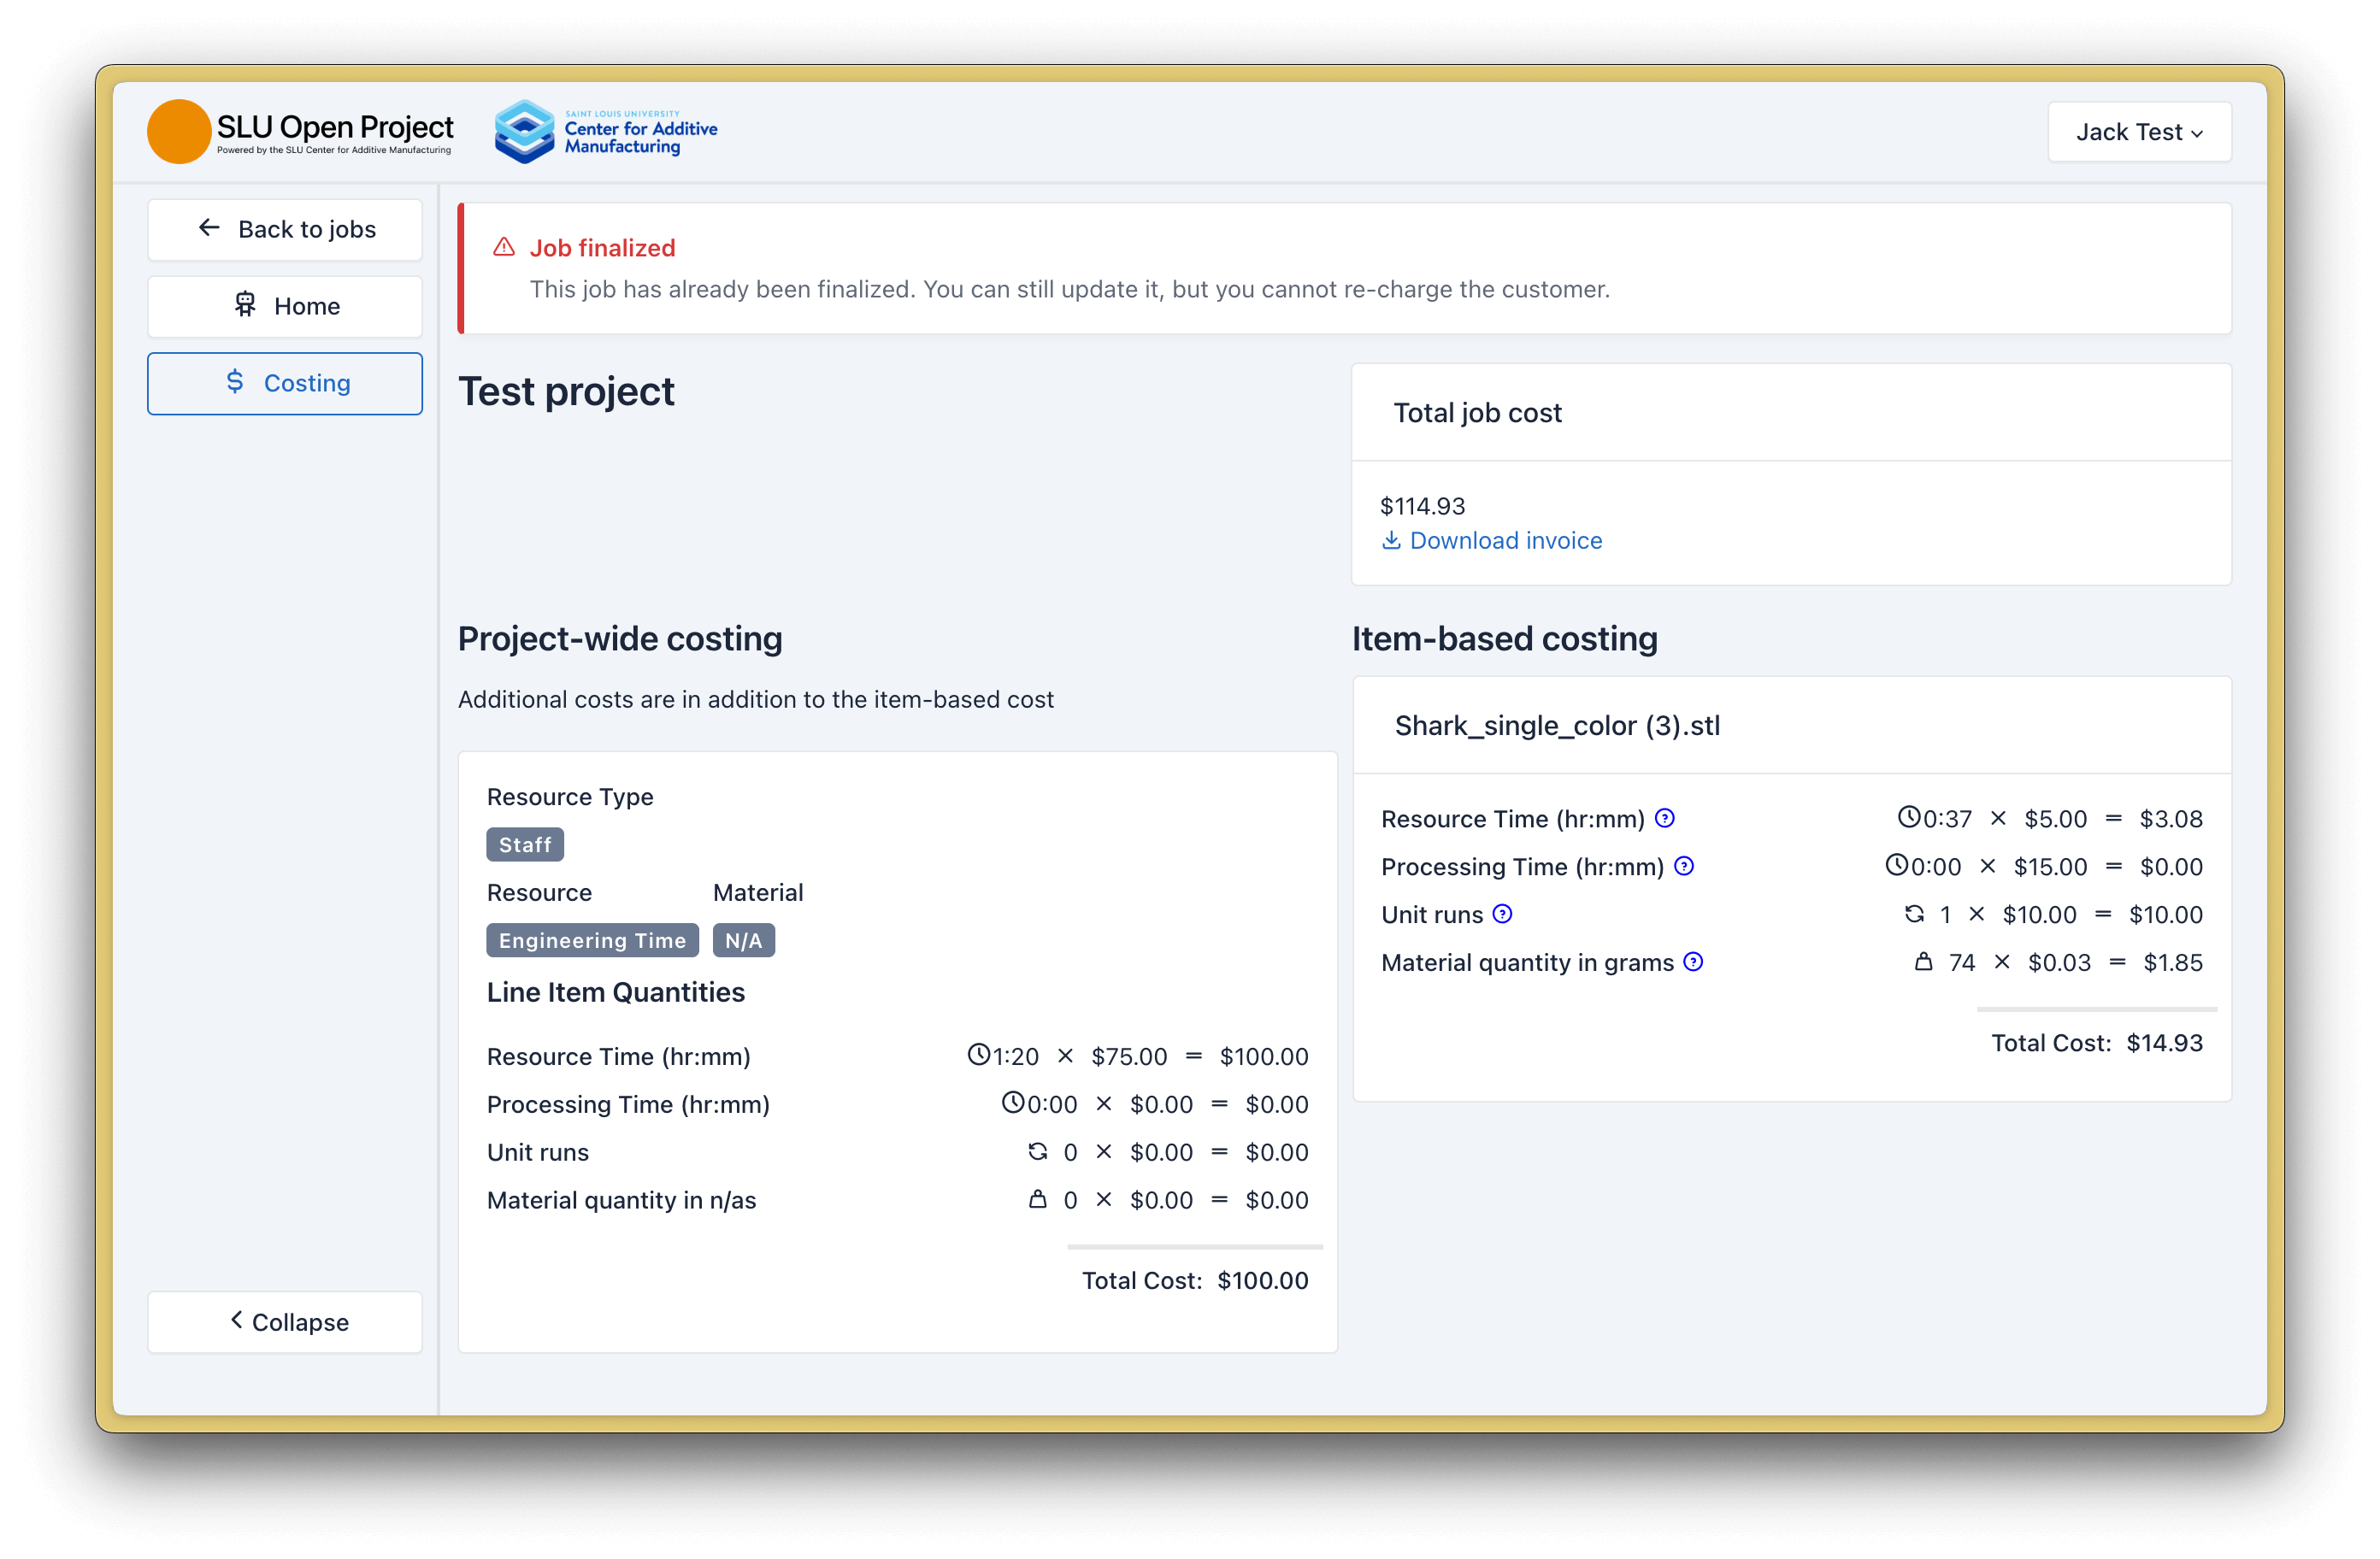 SLU Open Project
Powered by the SLU Center for Additive Manufacturing
SAINT LOUIS UNIVERSITY
Center for Additive
Manufacturing
Jack Test
Back to jobs
Home
$ Costing
Collapse
Job finalized
This job has already been finalized. You can still update it, but you cannot re-charge the customer.
Test project
Total job cost
$114.93
Download invoice
Project-wide costing
Additional costs are in addition to the item-based cost
Resource Type
Staff
Resource Material
Engineering Time N/A
Line Item Quantities
Resource Time (hr:mm) 1:20 × $75.00 = $100.00
Processing Time (hr:mm) 0:00 × $0.00 = $0.00
Unit runs 0 × $0.00 = $0.00
Material quantity in n/as 0 × $0.00 = $0.00
Total Cost: $100.00
Item-based costing
Shark_single_color (3).stl
Resource Time (hr:mm) ? 0:37 × $5.00 = $3.08
Processing Time (hr:mm) ? 0:00 × $15.00 = $0.00
Unit runs ? 1 × $10.00 = $10.00
Material quantity in grams ? 74 × $0.03 = $1.85
Total Cost: $14.93